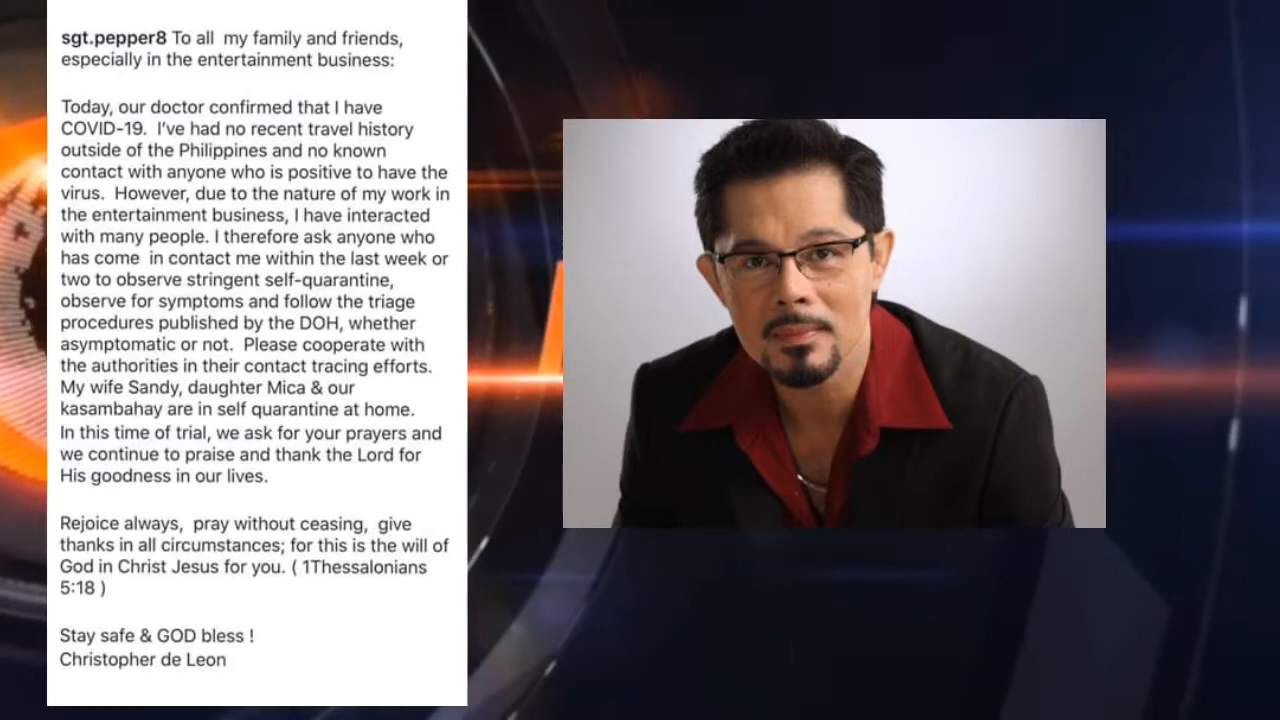 sgt.pepper8 To all my family and friends,
especially in the entertainment business:
Today, our doctor confirmed that I have
COVID-19. I've had no recent travel history
outside of the Philippines and no known
contact with anyone who is positive to have the
virus. However, due to the nature of my work in
the entertainment business, I have interacted
with many people. I therefore ask anyone who
has come in contact me within the last week or
two to observe stringent self-quarantine,
observe for symptoms and follow the triage
procedures published by the DOH, whether
asymptomatic or not. Please cooperate with
the authorities in their contact tracing efforts.
My wife Sandy, daughter Mica & our
kasambahay are in self quarantine at home.
In this time of trial, we ask for your prayers and
we continue to praise and thank the Lord for
His goodness in our lives.
Rejoice always, pray without ceasing, give
thanks in all circumstances; for this is the will of
God in Christ Jesus for you. ( 1Thessalonians
5:18 )
Stay safe & GOD bless !
Christopher de Leon